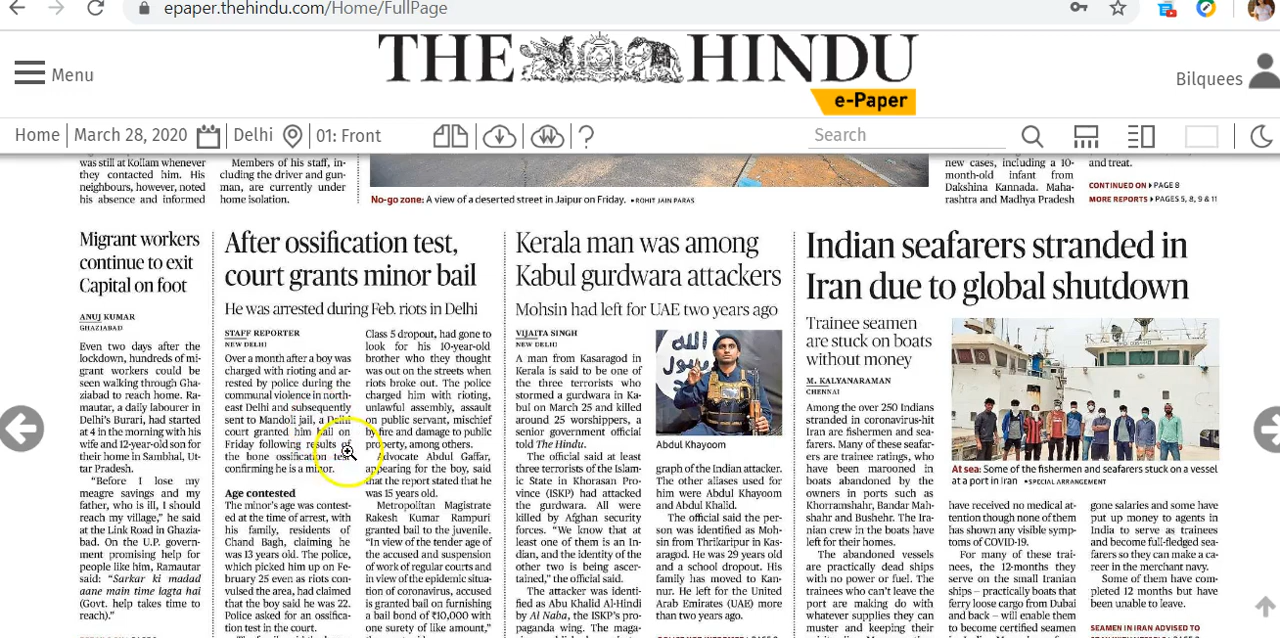 epaper.thehindu.com/Home/FullPage
THE HINDU
e-Paper
Menu
Bilquees
Home
March 28, 2020
Delhi
01: Front
?
Search
was still at Kollam whenever
they contacted him. His
neighbours, however, noted
his absence and informed
Members of his staff, in-
cluding the driver and gun-
man, are currently under
home isolation.
No-go zone: A view of a deserted street in Jaipur on Friday. • ROHIT JAIN PARAS
new cases, including a 10-
month-old infant from
Dakshina Kannada. Maha-
rashtra and Madhya Pradesh
and treat.
CONTINUED ON ▸ PAGE 8
MORE REPORTS ▸ PAGES 5, 8, 9 & 11
Migrant workers
continue to exit
Capital on foot
ANUJ KUMAR
GHAZIABAD
Even two days after the
lockdown, hundreds of mi-
grant workers could be
seen walking through Gha-
ziabad to reach home. Ra-
mautar, a daily labourer in
Delhi's Burari, had started
at 4 in the morning with his
wife and 12-year-old son for
their home in Sambhal, Ut-
tar Pradesh.
"Before I lose my
meagre savings and my
father, who is ill, I should
reach my village," he said
at the Link Road in Ghazia-
bad. On the U.P. govern-
ment promising help for
people like him, Ramautar
said: "Sarkar ki madad
aane main time lagta hai
(Govt. help takes time to
reach)."
After ossification test,
court grants minor bail
He was arrested during Feb. riots in Delhi
STAFF REPORTER
NEW DELHI
Over a month after a boy was
charged with rioting and ar-
rested by police during the
communal violence in north-
east Delhi and subsequently
sent to Mandoli jail, a Delhi
court granted him bail on
Friday following results of
the bone ossification test
confirming he is a minor.
Age contested
The minor's age was contest-
ed at the time of arrest, with
his family, residents of
Chand Bagh, claiming he
was 13 years old. The police,
which picked him up on Fe-
bruary 25 even as riots con-
vulsed the area, had claimed
that the boy said he was 22.
Police asked for an ossifica-
tion test in the court.
Class 5 dropout, had gone to
look for his 10-year-old
brother who they thought
was out on the streets when
riots broke out. The police
charged him with rioting,
unlawful assembly, assault
on public servant, mischief
by fire and damage to public
property, among others.
Advocate Abdul Gaffar,
appearing for the boy, said
that the report stated that he
was 15 years old.
Metropolitan Magistrate
Rakesh Kumar Rampuri
granted bail to the juvenile.
"In view of the tender age of
the accused and suspension
of work of regular courts and
in view of the epidemic situa-
tion of coronavirus, accused
is granted bail on furnishing
a bail bond of ₹10,000 with
one surety of like amount,"
Kerala man was among
Kabul gurdwara attackers
Mohsin had left for UAE two years ago
VIJAITA SINGH
NEW DELHI
A man from Kasaragod in
Kerala is said to be one of
the three terrorists who
stormed a gurdwara in Ka-
bul on March 25 and killed
around 25 worshippers, a
senior government official
told The Hindu.
The official said at least
three terrorists of the Islam-
ic State in Khorasan Pro-
vince (ISKP) had attacked
the gurdwara. All were
killed by Afghan security
forces. "We know that at
least one of them is an In-
dian, and the identity of the
other two is being ascer-
tained," the official said.
The attacker was identi-
fied as Abu Khalid Al-Hindi
by Al Naba, the ISKP's pro-
paganda wing. The maga-
Abdul Khayoom
graph of the Indian attacker.
The other aliases used for
him were Abdul Khayoom
and Abdul Khalid.
The official said the per-
son was identified as Moh-
sin from Thrikaripur in Ka-
saragod. He was 29 years old
and a school dropout. His
family has moved to Kan-
nur. He left for the United
Arab Emirates (UAE) more
than two years ago.
Indian seafarers stranded in
Iran due to global shutdown
Trainee seamen
are stuck on boats
without money
M. KALYANARAMAN
CHENNAI
Among the over 250 Indians
stranded in coronavirus-hit
Iran are fishermen and sea-
farers. Many of these seafar-
ers are trainee ratings, who
have been marooned in
boats abandoned by the
owners in ports such as
Khorramshahr, Bandar Mah-
shahr and Bushehr. The Ira-
nian crew in the boats have
left for their homes.
The abandoned vessels
are practically dead ships
with no power or fuel. The
trainees who can't leave the
port are making do with
whatever supplies they can
muster and keeping their
At sea: Some of the fishermen and seafarers stuck on a vessel
at a port in Iran • SPECIAL ARRANGEMENT
have received no medical at-
tention though none of them
has shown any visible symp-
toms of COVID-19.
For many of these trai-
nees, the 12-months they
serve on the small Iranian
ships – practically boats that
ferry loose cargo from Dubai
and back – will enable them
to become certified seamen
gone salaries and some have
put up money to agents in
India to serve as trainees
and become full-fledged sea-
farers so they can make a ca-
reer in the merchant navy.
Some of them have com-
pleted 12 months but have
been unable to leave.
SEAMEN IN IRAN ADVISED TO